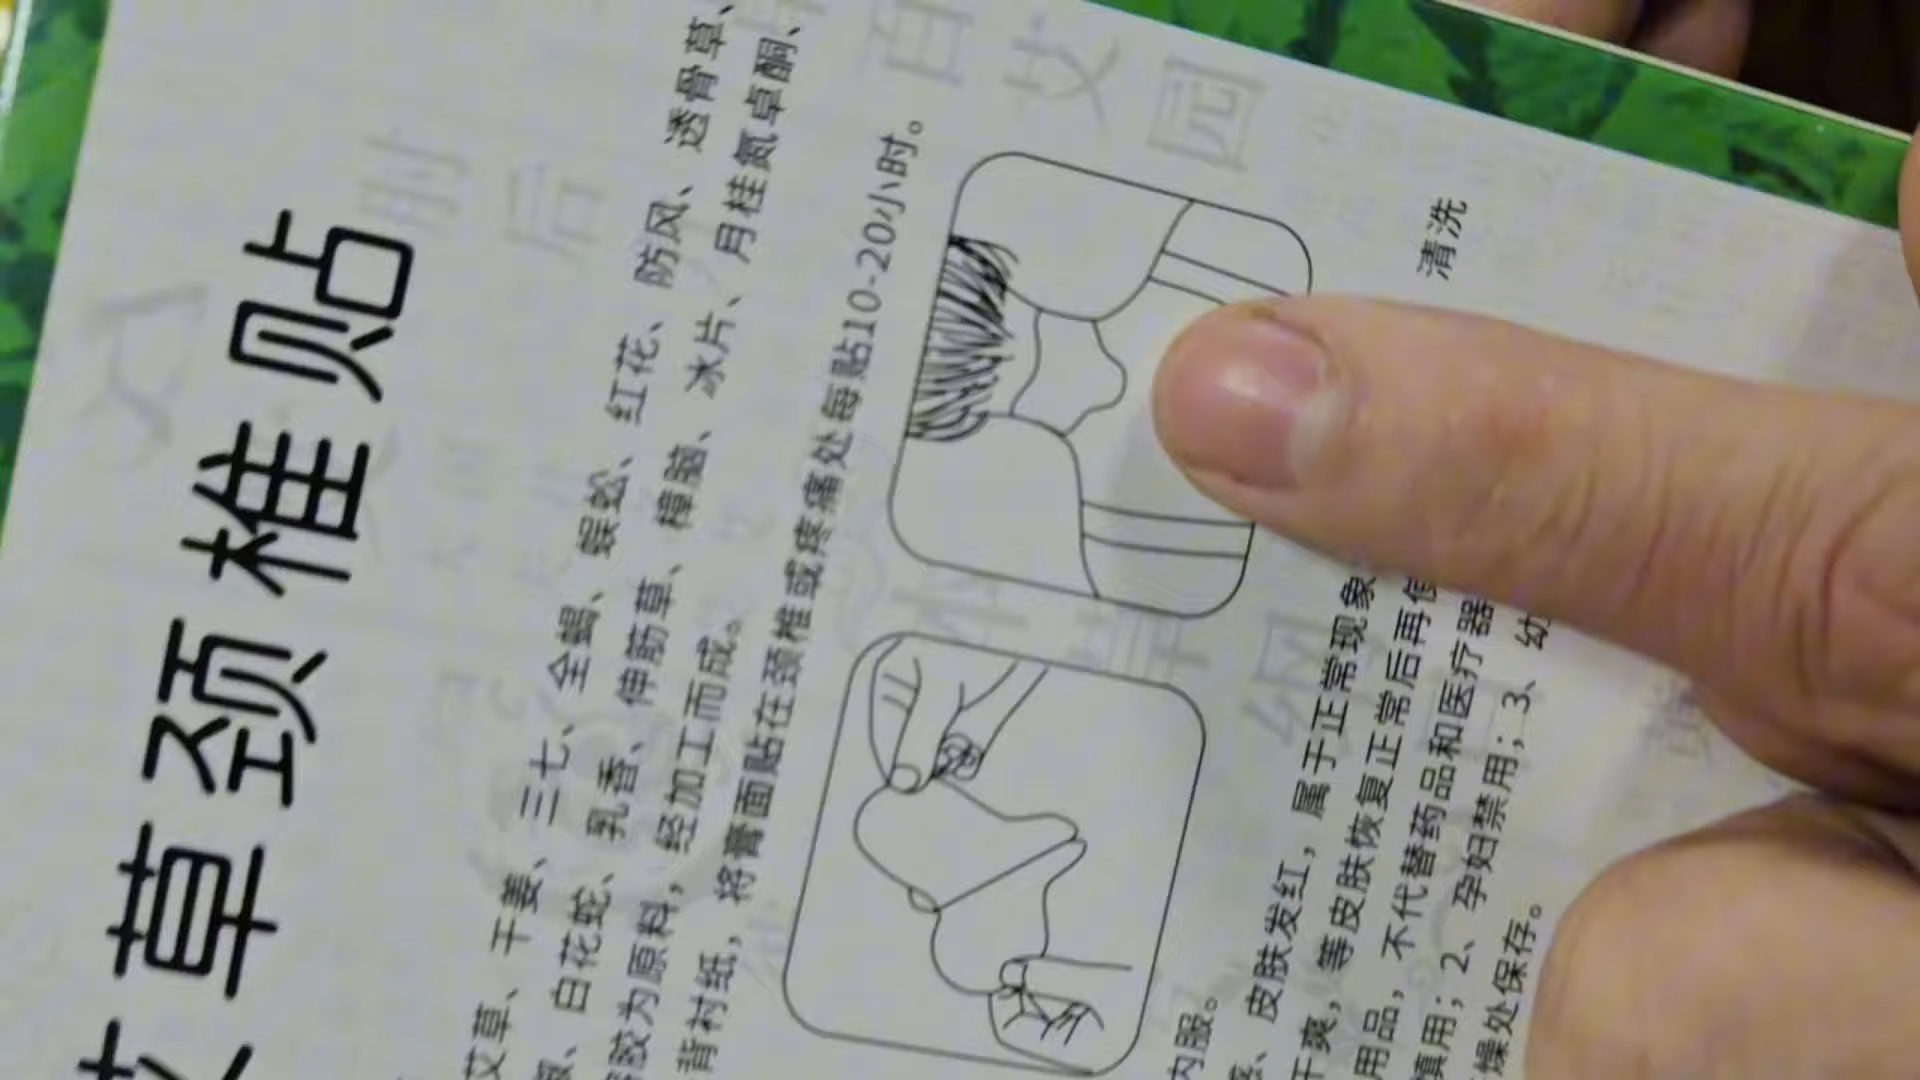 艾草颈椎贴
艾草、干姜、三七、全蝎、蜈蚣、红花、防风、透骨草、
椒、白花蛇、乳香、伸筋草、樟脑、冰片、月桂氮卓酮、
胶为原料，经加工而成。
背衬纸，将膏面贴在颈椎或疼痛处每贴10-20小时。
内服。
、皮肤发红，属于正常现象
清洗
干爽，等皮肤恢复正常后再使
用品，不代替药品和医疗器
慎用；2、孕妇禁用；3、幼
燥处保存。